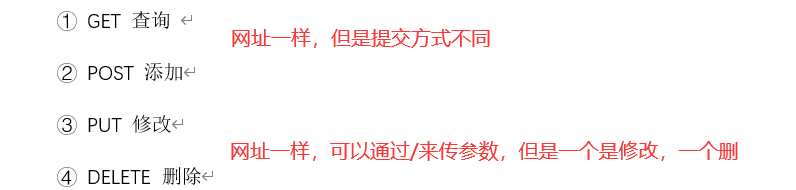 ① GET 查询 ↵
网址一样，但是提交方式不同
② POST 添加↵
③ PUT 修改↵
网址一样，可以通过/来传参数，但是一个是修改，一个删
④ DELETE 删除↵